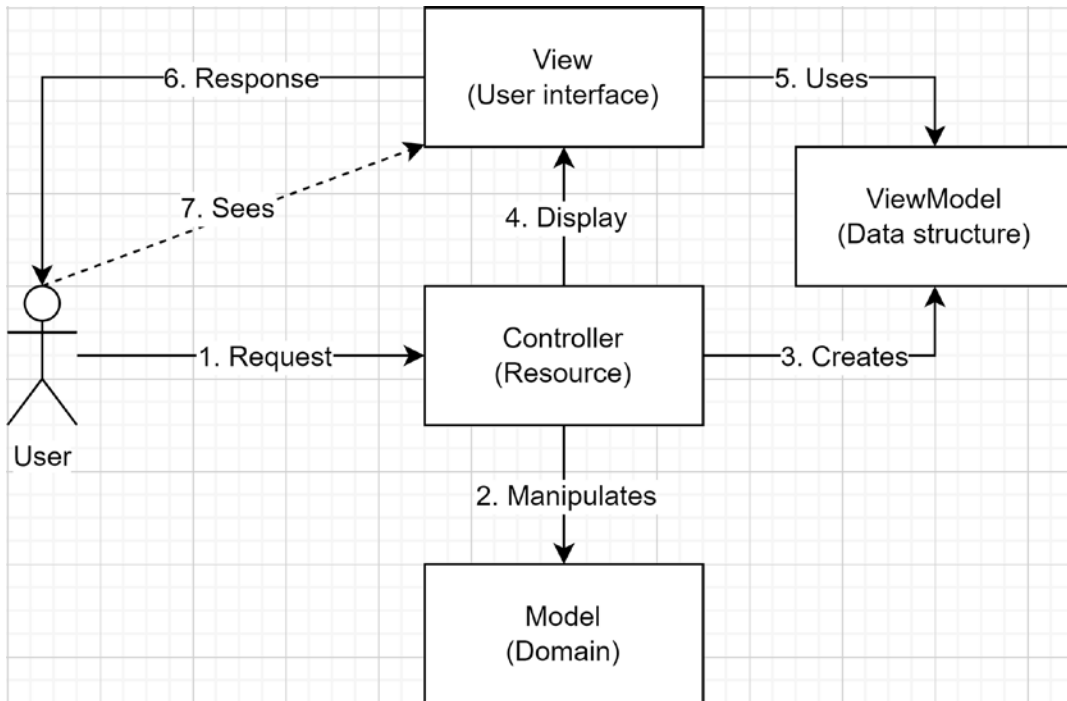 View
(User interface)
6. Response
5. Uses
7. Sees
4. Display
ViewModel
(Data structure)
Controller
(Resource)
1. Request
3. Creates
User
2. Manipulates
Model
(Domain)